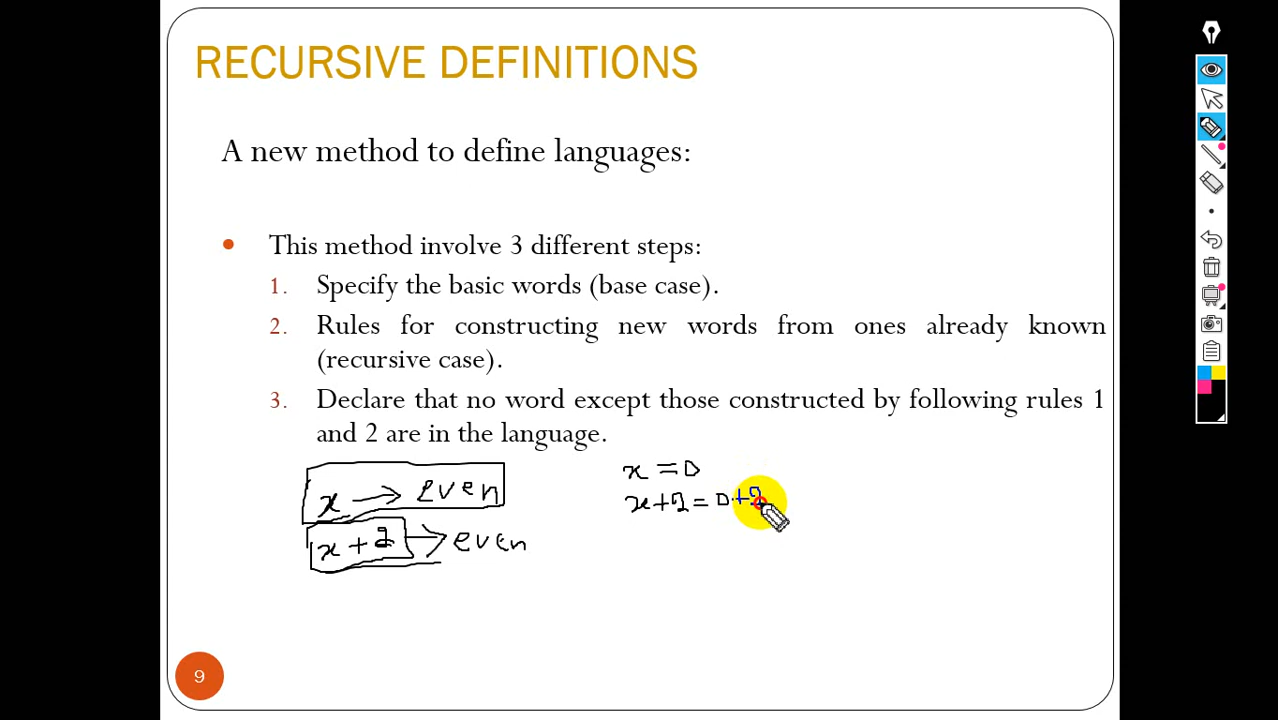 RECURSIVE DEFINITIONS
A new method to define languages:
• This method involve 3 different steps:
1. Specify the basic words (base case).
2. Rules for constructing new words from ones already known
(recursive case).
3. Declare that no word except those constructed by following rules 1
and 2 are in the language.
x → even
x + 2 → even
x = 0
x+2 = 0+2
9